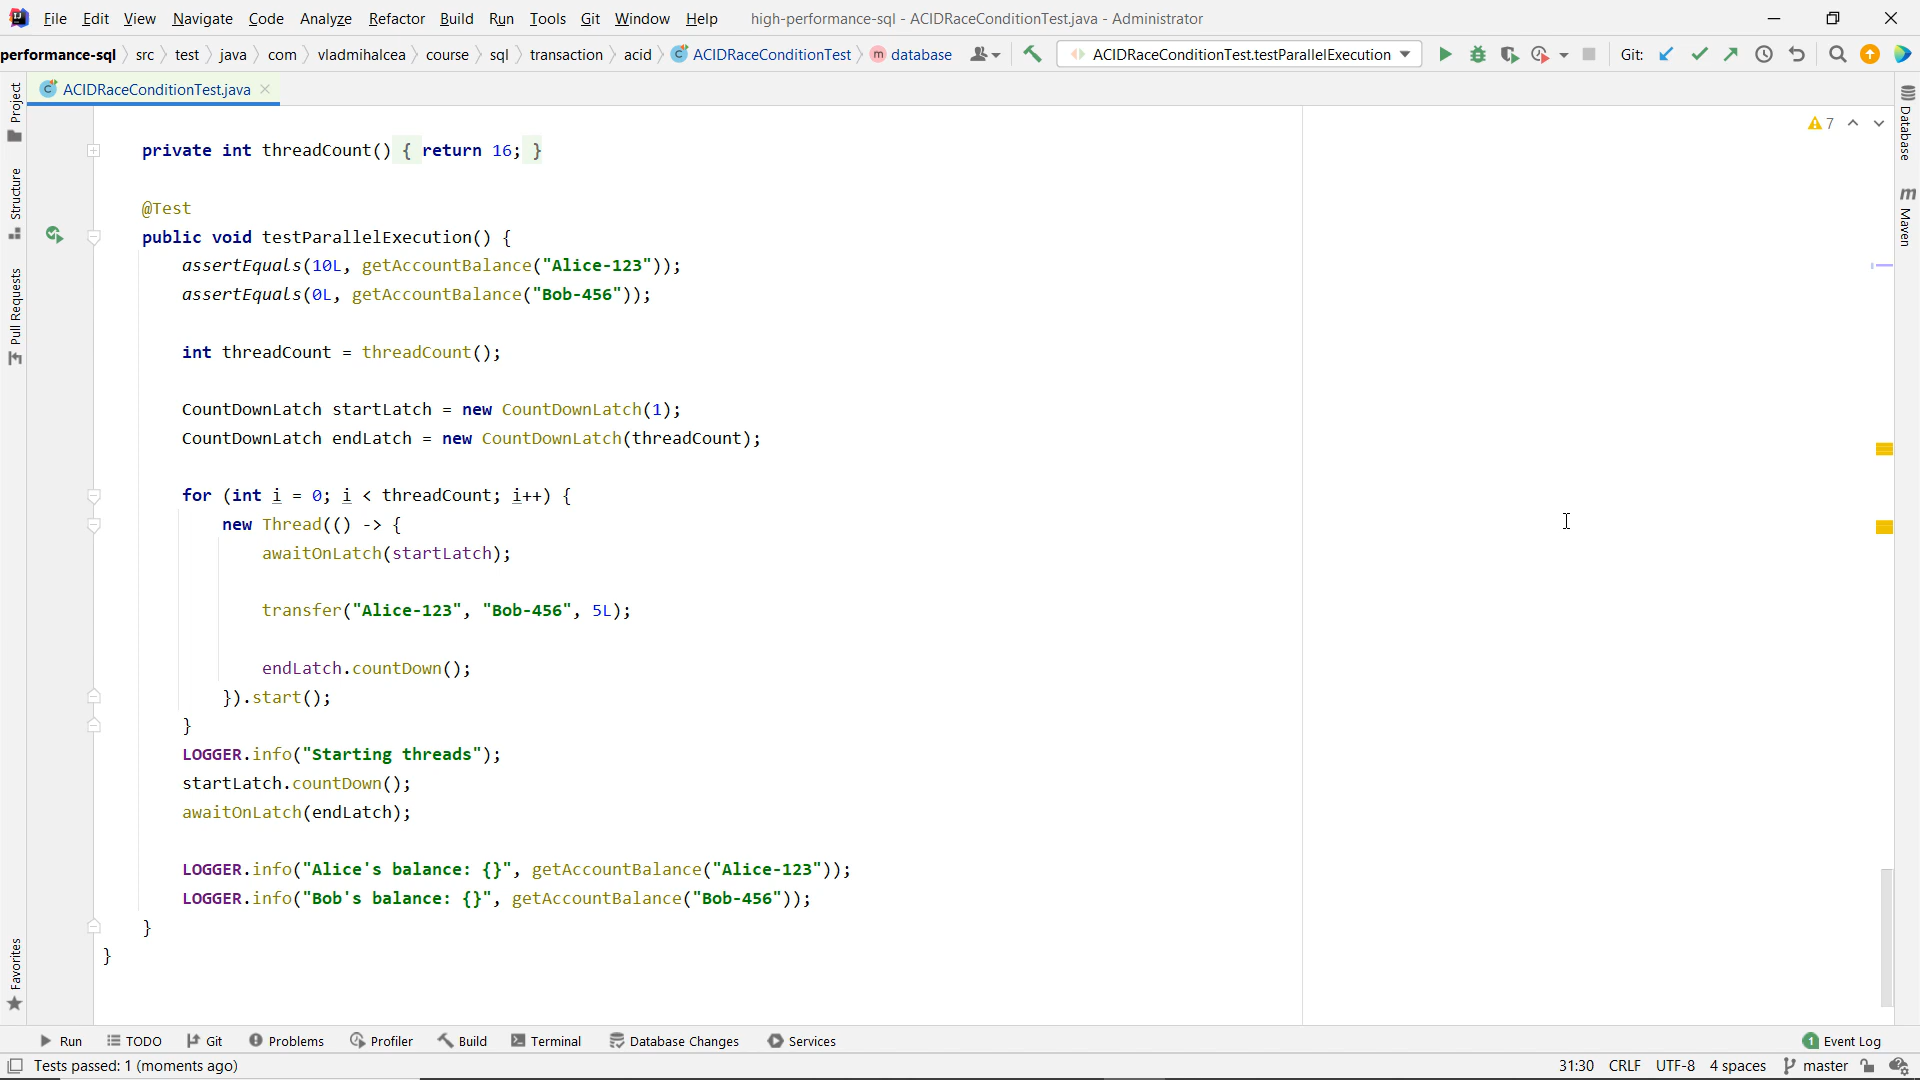 File Edit View Navigate Code Analyze Refactor Build Run Tools Git Window Help high-performance-sql - ACIDRaceConditionTest.java - Administrator
performance-sql src test java com vladmihalcea course sql transaction acid ACIDRaceConditionTest database ACIDRaceConditionTest.testParallelExecution Git:
ACIDRaceConditionTest.java
Project
Structure
Pull Requests
Favorites
7
Database
Maven
private int threadCount() { return 16; }
@Test
public void testParallelExecution() {
assertEquals(10L, getAccountBalance("Alice-123"));
assertEquals(0L, getAccountBalance("Bob-456"));
int threadCount = threadCount();
CountDownLatch startLatch = new CountDownLatch(1);
CountDownLatch endLatch = new CountDownLatch(threadCount);
for (int i = 0; i < threadCount; i++) {
new Thread(() -> {
awaitOnLatch(startLatch);
transfer("Alice-123", "Bob-456", 5L);
endLatch.countDown();
}).start();
}
LOGGER.info("Starting threads");
startLatch.countDown();
awaitOnLatch(endLatch);
LOGGER.info("Alice's balance: {}", getAccountBalance("Alice-123"));
LOGGER.info("Bob's balance: {}", getAccountBalance("Bob-456"));
}
}
Run TODO Git Problems Profiler Build Terminal Database Changes Services 1 Event Log
Tests passed: 1 (moments ago) 31:30 CRLF UTF-8 4 spaces master